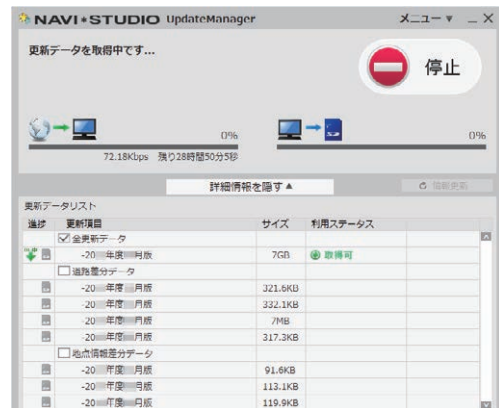 NAVI*STUDIO UpdateManager メニュー ▼ _ ×
更新データを取得中です...
停止
0% 0%
72.18Kbps 残り28時間50分5秒
詳細情報を隠す▲ 情報更新
更新データリスト
進捗 更新項目 サイズ 利用ステータス
全更新データ
-20 年度 月版 7GB 取得可
道路差分データ
-20 年度 月版 321.6KB
-20 年度 月版 332.1KB
-20 年度 月版 7MB
-20 年度 月版 317.3KB
地点情報差分データ
-20 年度 月版 91.6KB
-20 年度 月版 113.1KB
-20 年度 月版 119.9KB